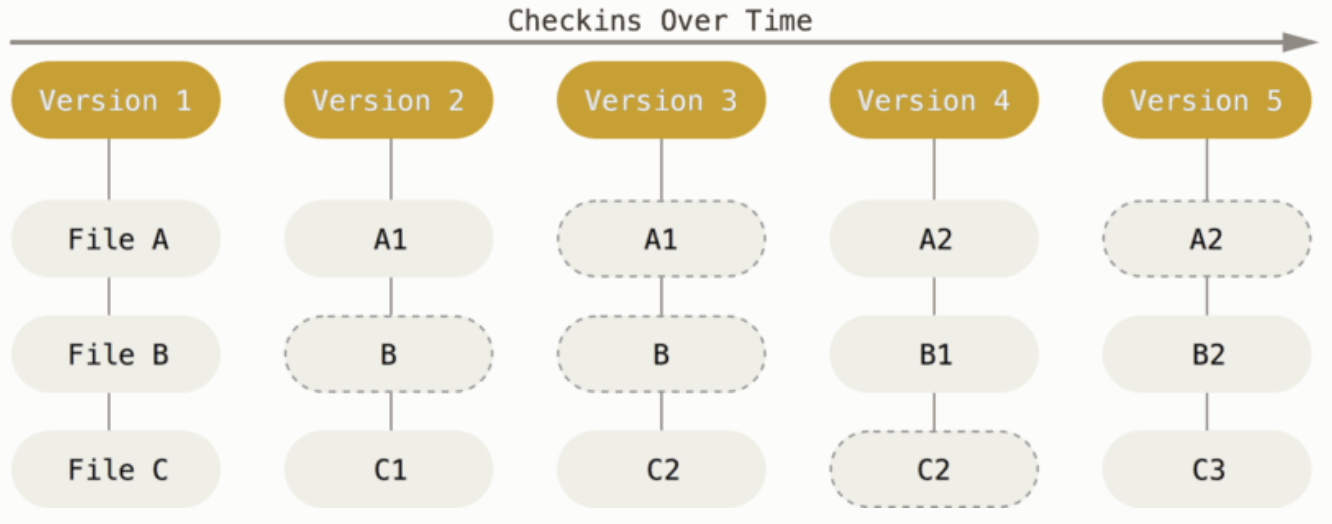 Checkins Over Time
Version 1 Version 2 Version 3 Version 4 Version 5
File A A1 A1 A2 A2
File B B B B1 B2
File C C1 C2 C2 C3